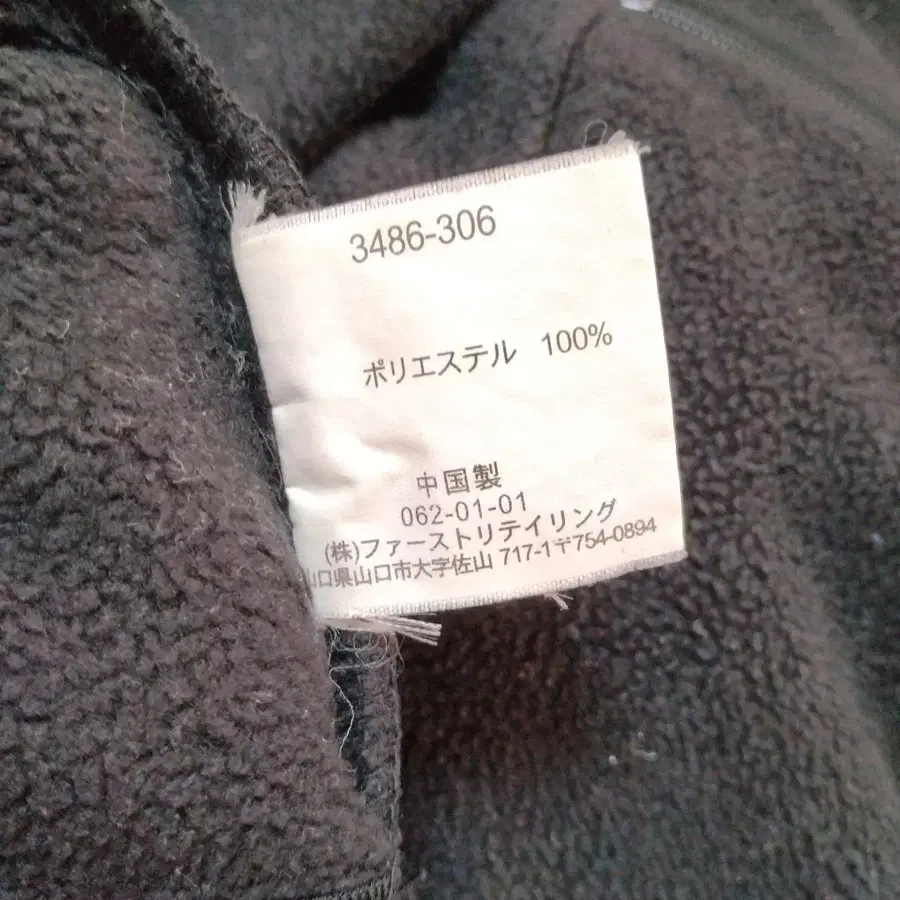 3486-306
ポリエステル 100%
中国製
062-01-01
(株)ファーストリテイリング
山口県山口市大字佐山 717-1〒754-0894